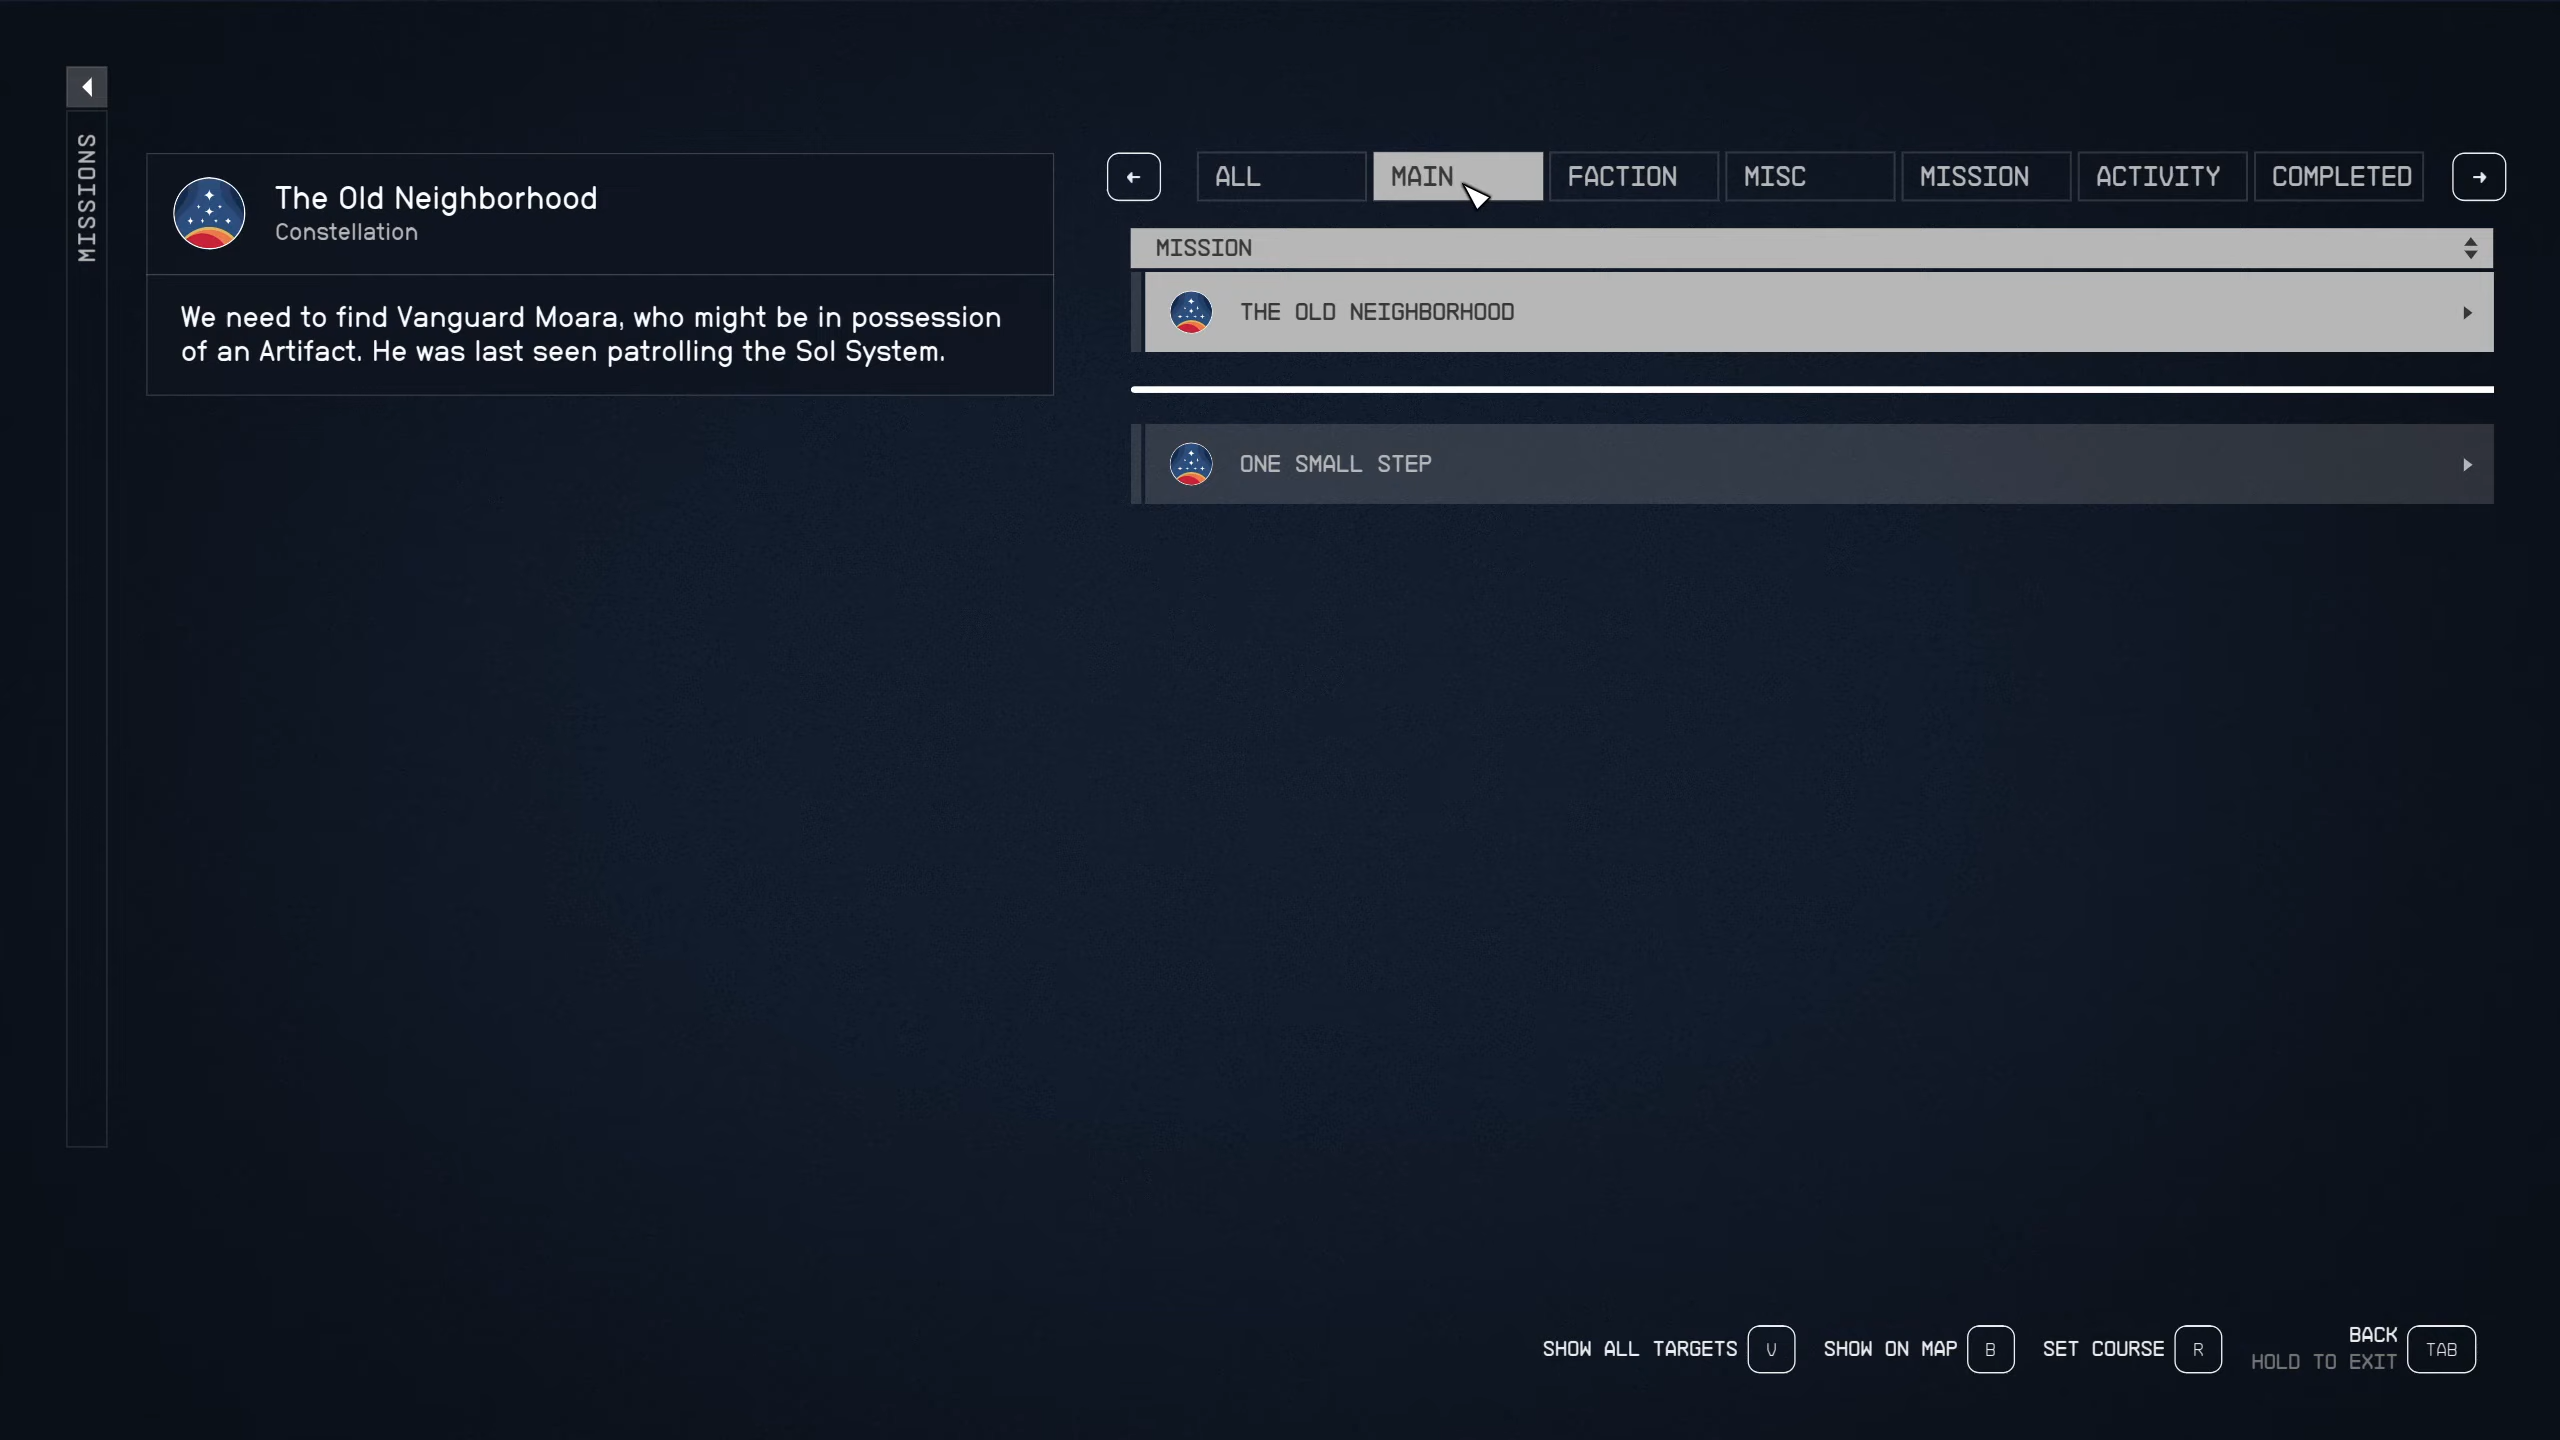 MISSIONS
The Old Neighborhood
Constellation
We need to find Vanguard Moara, who might be in possession
of an Artifact. He was last seen patrolling the Sol System.
ALL
MAIN
FACTION
MISC
MISSION
ACTIVITY
COMPLETED
MISSION
THE OLD NEIGHBORHOOD
ONE SMALL STEP
SHOW ALL TARGETS V
SHOW ON MAP B
SET COURSE R
BACK
HOLD TO EXIT
TAB